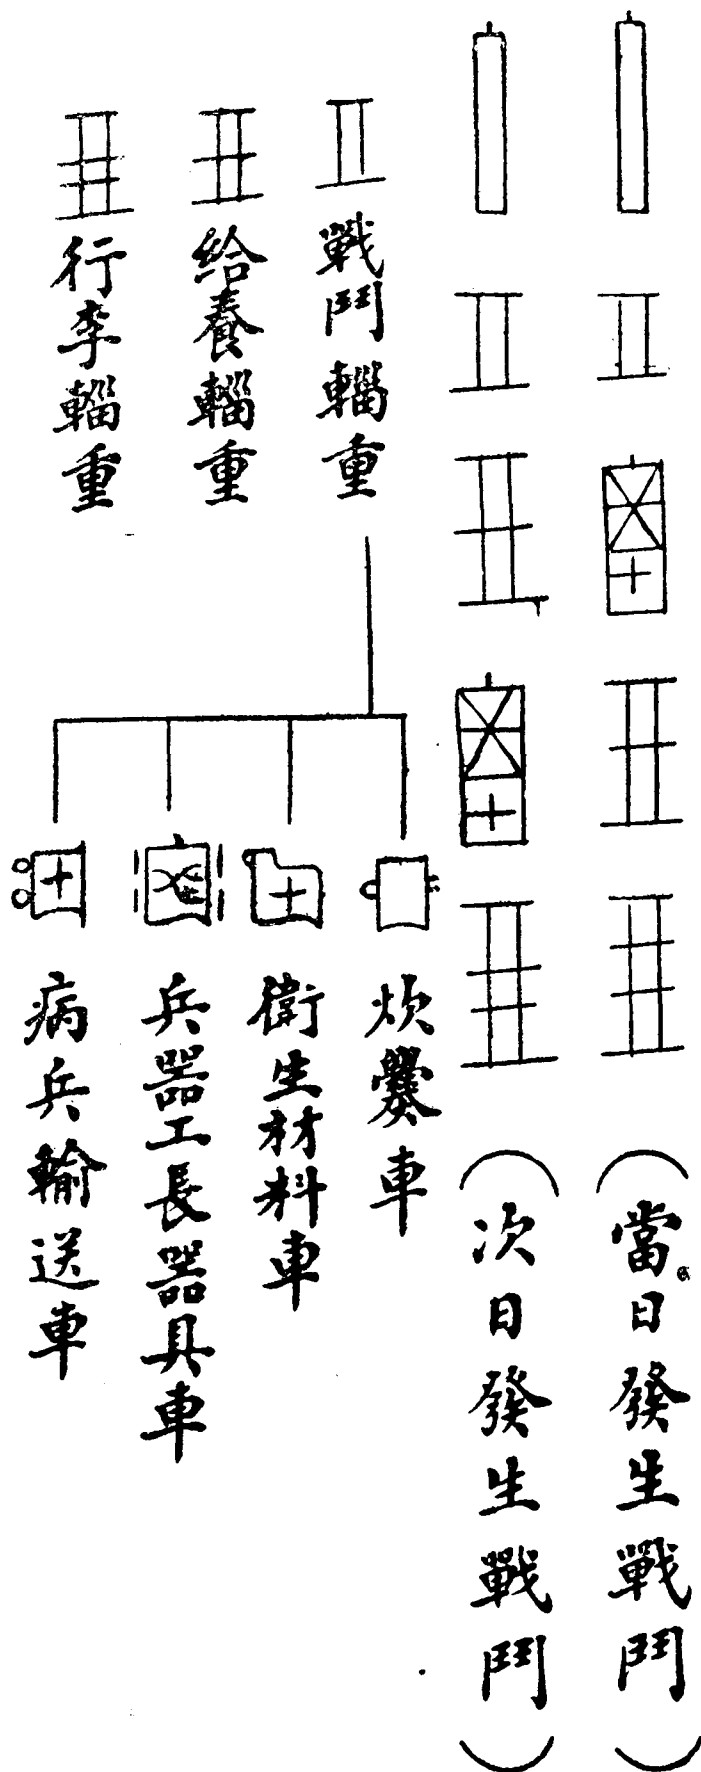 （當日發生戰鬥）
（次日發生戰鬥）
戰鬥輜重
給養輜重
行李輜重
炊爨車
衛生材料車
兵器工長器具車
病兵輸送車